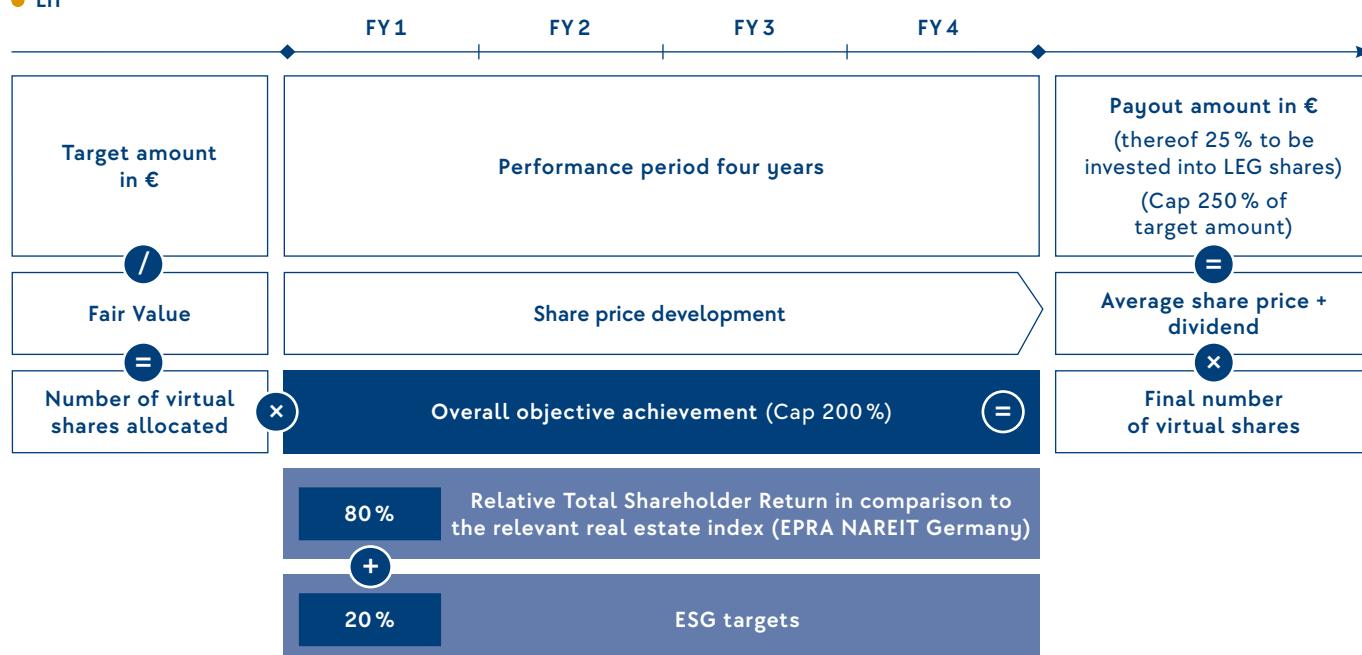 LTI
FY 1
FY 2
FY 3
FY 4
Target amount
in €
Performance period four years
Payout amount in €
(thereof 25 % to be
invested into LEG shares)
(Cap 250 % of
target amount)
/
=
Fair Value
Share price development
Average share price +
dividend
=
×
Number of virtual
shares allocated
×
Overall objective achievement (Cap 200 %)
=
Final number
of virtual shares
80 %
Relative Total Shareholder Return in comparison to
the relevant real estate index (EPRA NAREIT Germany)
+
20 %
ESG targets